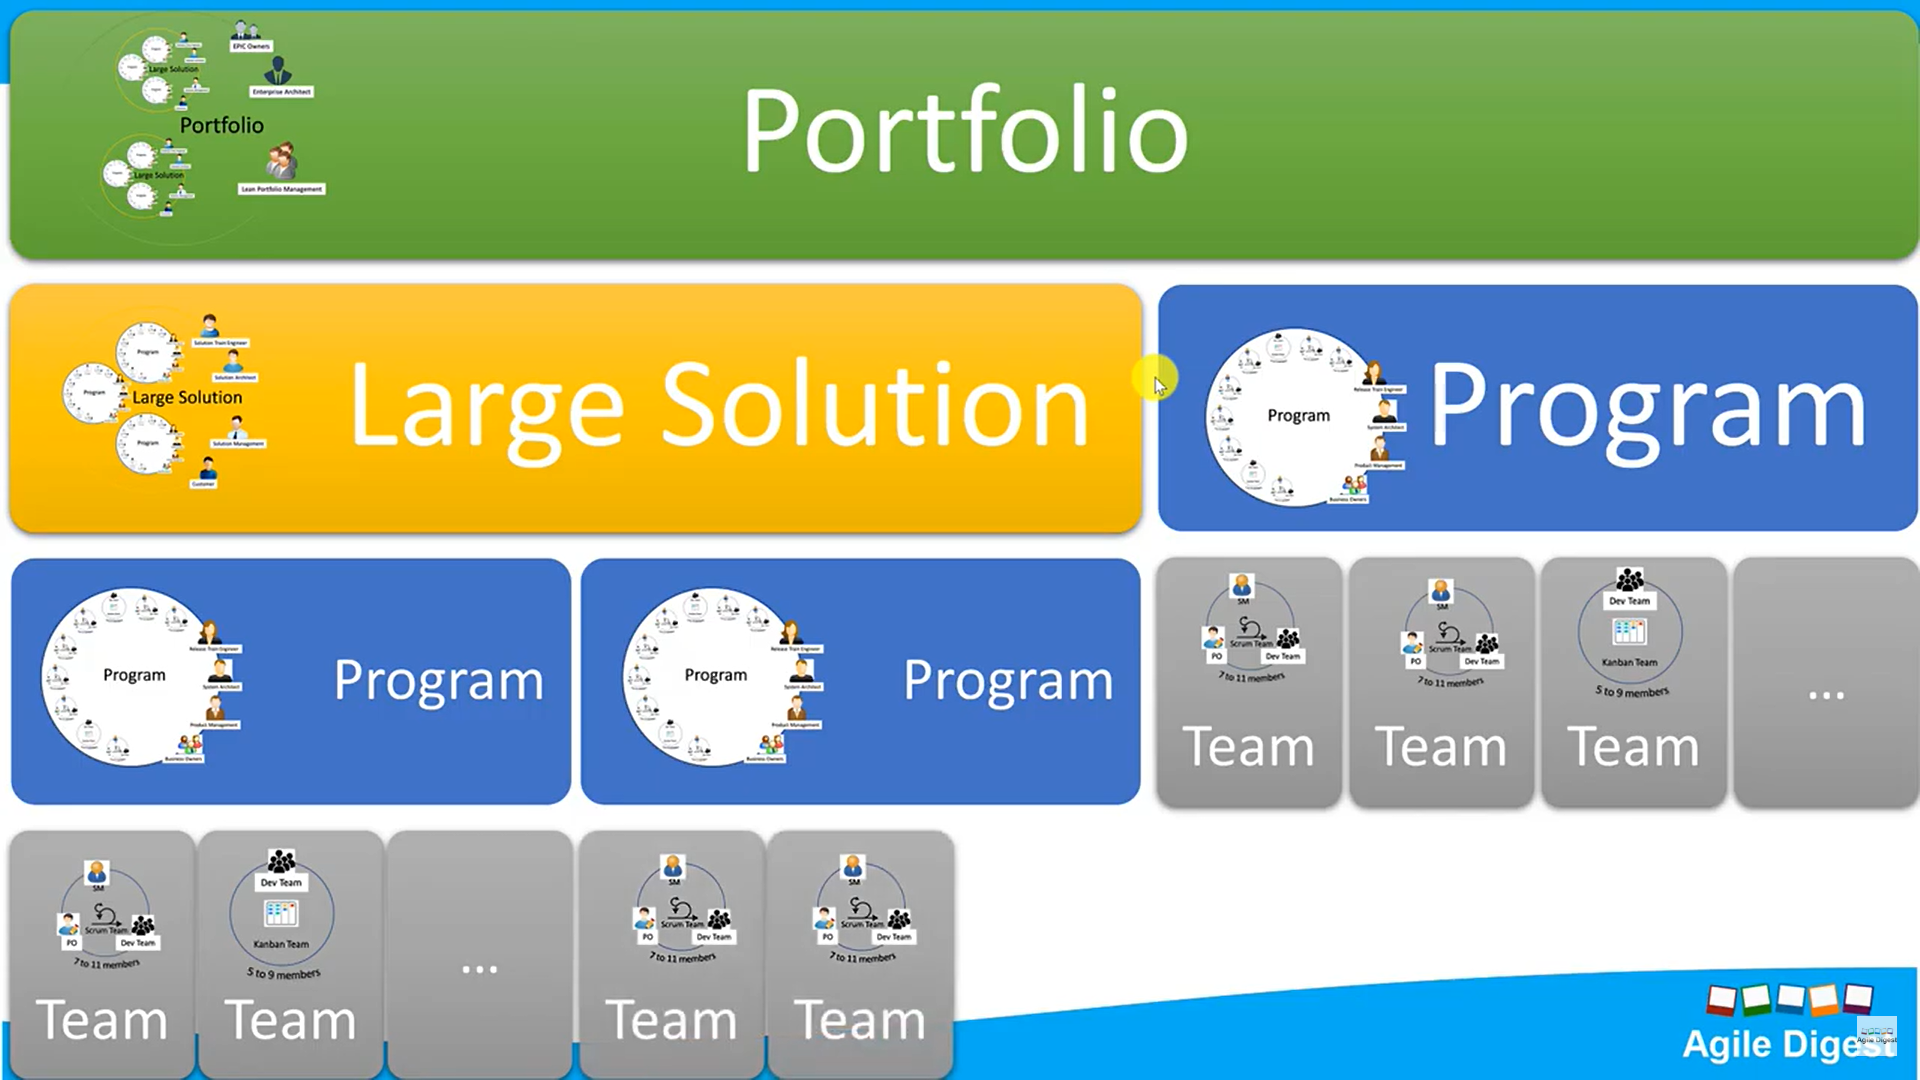 EPIC Owners
Large Solution
Enterprise Architect
Portfolio
Portfolio
Large Solution
Lean Portfolio Management
Program
Solution Train Engineer
Solution Architect
Program
Large Solution
Program
Solution Management
Customer
Large Solution
Program
Release Train Engineer
System Architect
Product Management
Business Owners
Program
Program
Release Train Engineer
System Architect
Product Management
Business Owners
Program
Program
Release Train Engineer
System Architect
Product Management
Business Owners
Program
SM
Scrum Team
PO
Dev Team
7 to 11 members
Team
SM
Scrum Team
PO
Dev Team
7 to 11 members
Team
Dev Team
Kanban Team
5 to 9 members
Team
...
SM
Scrum Team
PO
Dev Team
7 to 11 members
Team
Dev Team
Kanban Team
5 to 9 members
Team
...
SM
Scrum Team
PO
Dev Team
7 to 11 members
Team
SM
Scrum Team
PO
Dev Team
7 to 11 members
Team
Agile Digest
Agile Digest